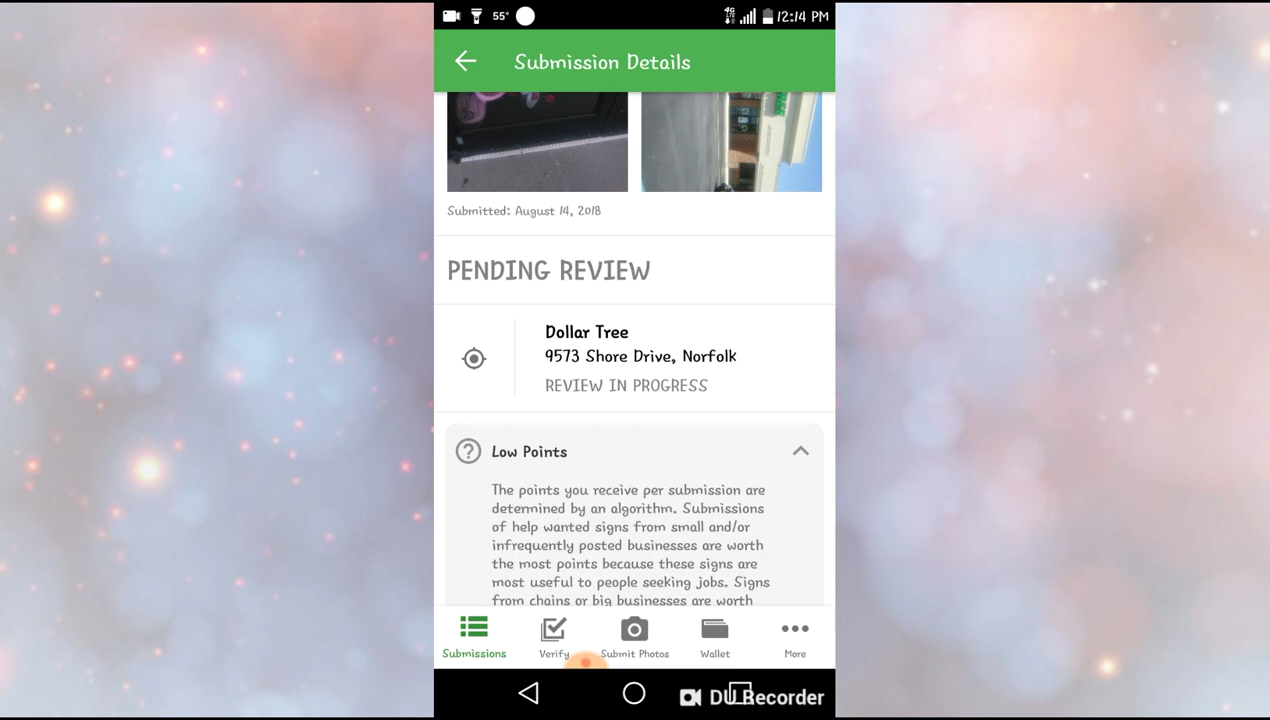 55° 4G LTE 12:14 PM
Submission Details
Submitted: August 14, 2018
PENDING REVIEW
Dollar Tree
9573 Shore Drive, Norfolk
REVIEW IN PROGRESS
Low Points
The points you receive per submission are
determined by an algorithm. Submissions
of help wanted signs from small and/or
infrequently posted businesses are worth
the most points because these signs are
most useful to people seeking jobs. Signs
from chains or big businesses are worth
Submissions Verify Submit Photos Wallet More
DU Recorder